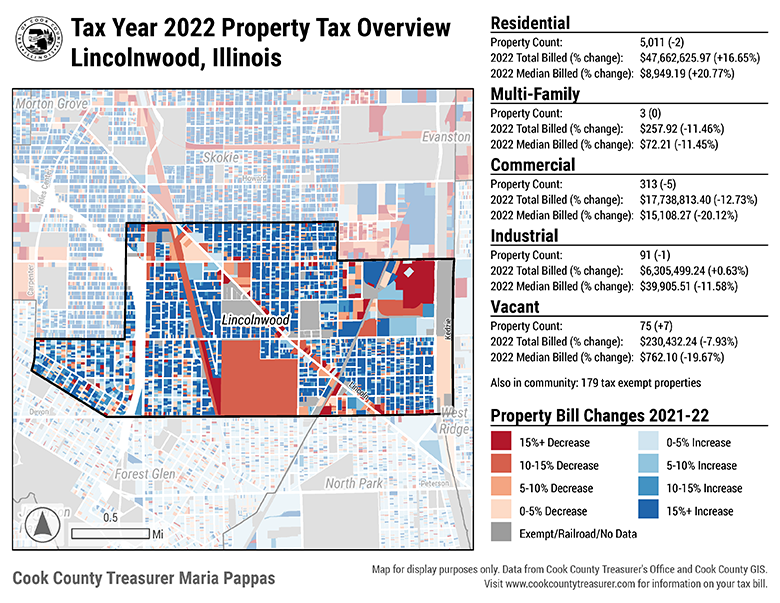 Tax Year 2022 Property Tax Overview
Lincolnwood, Illinois
Residential
Property Count: 5,011 (-2)
2022 Total Billed (% change): $47,662,625.97 (+16.65%)
2022 Median Billed (% change): $8,949.19 (+20.77%)
Multi-Family
Property Count: 3 (0)
2022 Total Billed (% change): $257.92 (-11.46%)
2022 Median Billed (% change): $72.21 (-11.45%)
Commercial
Property Count: 313 (-5)
2022 Total Billed (% change): $17,738,813.40 (-12.73%)
2022 Median Billed (% change): $15,108.27 (-20.12%)
Industrial
Property Count: 91 (-1)
2022 Total Billed (% change): $6,305,499.24 (+0.63%)
2022 Median Billed (% change): $39,905.51 (-11.58%)
Vacant
Property Count: 75 (+7)
2022 Total Billed (% change): $230,432.24 (-7.93%)
2022 Median Billed (% change): $762.10 (-19.67%)
Also in community: 179 tax exempt properties
Property Bill Changes 2021-22
15%+ Decrease
0-5% Increase
10-15% Decrease
5-10% Increase
5-10% Decrease
10-15% Increase
0-5% Decrease
15%+ Increase
Exempt/Railroad/No Data
Morton Grove
Evanston
Skokie
Howard
Carpenter
Lincolnwood
Kedzie
Lincoln
Devon
West
Ridge
Forest Glen
North Park
Peterson
0.5
Mi
Cook County Treasurer Maria Pappas
Map for display purposes only. Data from Cook County Treasurer's Office and Cook County GIS.
Visit www.cookcountytreasurer.com for information on your tax bill.